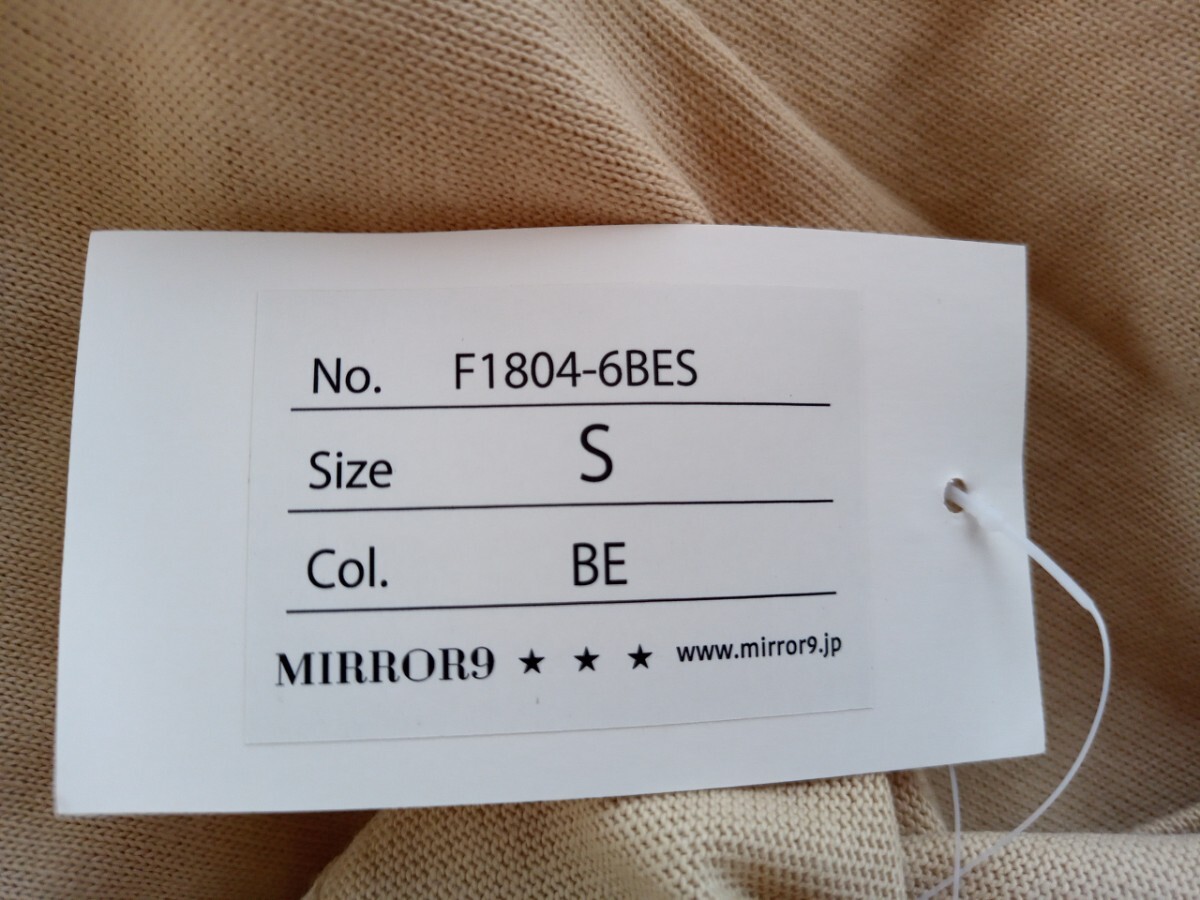 No. F1804-6BES
Size S
Col. BE
MIRROR9 ★ ★ ★ www.mirror9.jp